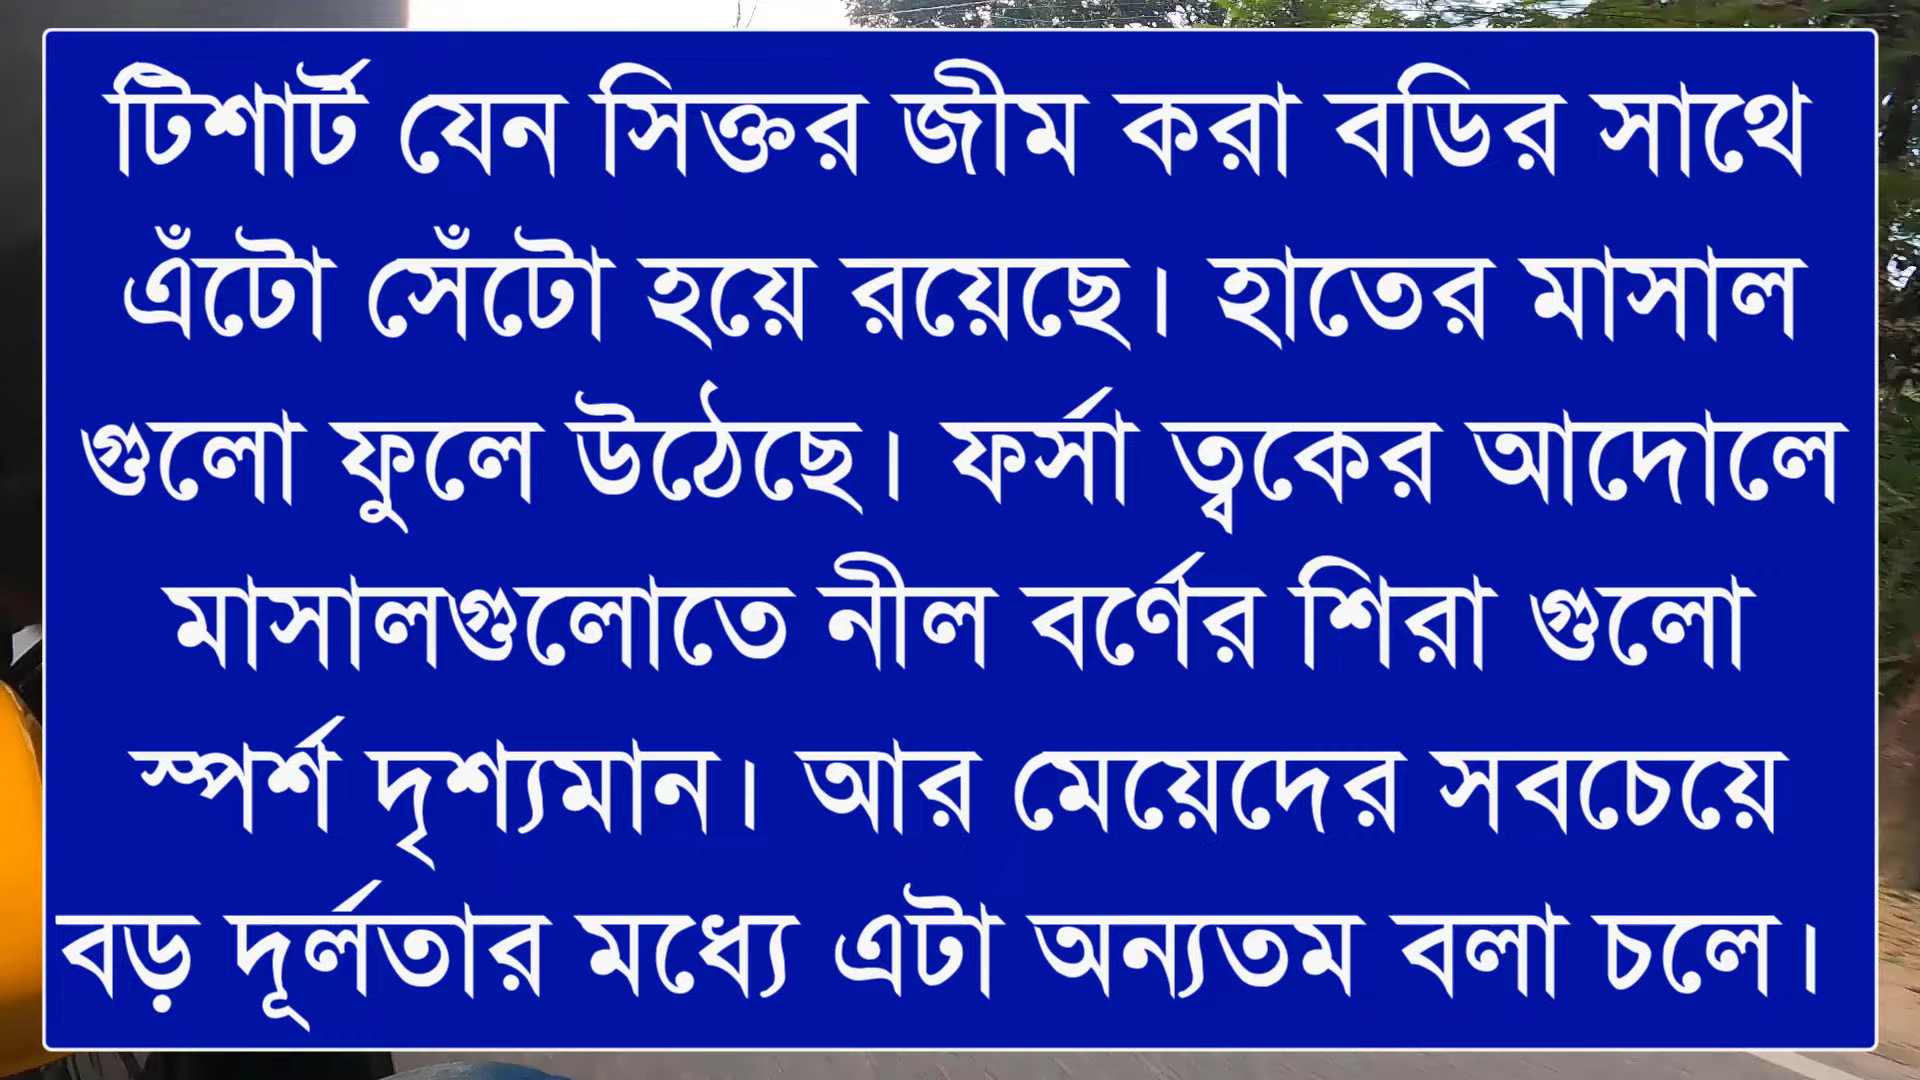 টিশার্ট যেন সিক্তর জীম করা বডির সাথে
এঁটো সেঁটো হয়ে রয়েছে। হাতের মাসাল
গুলো ফুলে উঠেছে। ফর্সা ত্বকের আদোলে
মাসালগুলোতে নীল বর্ণের শিরা গুলো
স্পর্শ দৃশ্যমান। আর মেয়েদের সবচেয়ে
বড় দূর্লতার মধ্যে এটা অন্যতম বলা চলে।